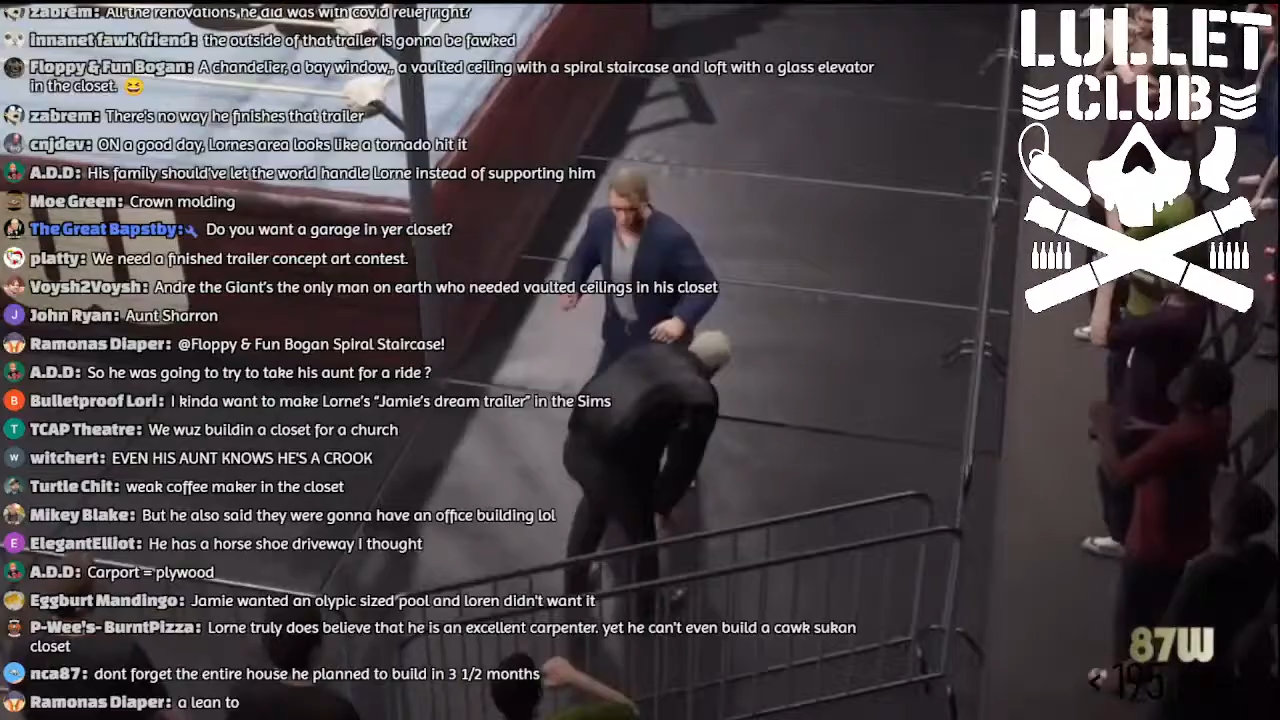 zabrem: All the renovations he did was with covid relief right?
innanet fawk friend: the outside of that trailer is gonna be fawked
Floppy & Fun Bogan: A chandelier, a bay window,, a vaulted ceiling with a spiral staircase and loft with a glass elevator
in the closet. 😆
zabrem: There's no way he finishes that trailer
cnjdev: ON a good day, Lornes area looks like a tornado hit it
A.D.D: His family should've let the world handle Lorne instead of supporting him
Moe Green: Crown molding
The Great Bapstby: Do you want a garage in yer closet?
platty: We need a finished trailer concept art contest.
Voysh2Voysh: Andre the Giant's the only man on earth who needed vaulted ceilings in his closet
J John Ryan: Aunt Sharron
Ramonas Diaper: @Floppy & Fun Bogan Spiral Staircase!
A.D.D: So he was going to try to take his aunt for a ride ?
B Bulletproof Lori: I kinda want to make Lorne's "Jamie's dream trailer" in the Sims
T TCAP Theatre: We wuz buildin a closet for a church
W witchert: EVEN HIS AUNT KNOWS HE'S A CROOK
Turtle Chit: weak coffee maker in the closet
Mikey Blake: But he also said they were gonna have an office building lol
E ElegantElliot: He has a horse shoe driveway I thought
A.D.D: Carport = plywood
Eggburt Mandingo: Jamie wanted an olypic sized pool and loren didn't want it
P-Wee's- BurntPizza: Lorne truly does believe that he is an excellent carpenter. yet he can't even build a cawk sukan
closet
nca87: dont forget the entire house he planned to build in 3 1/2 months
Ramonas Diaper: a lean to
LULLET
CLUB
87W
< 195